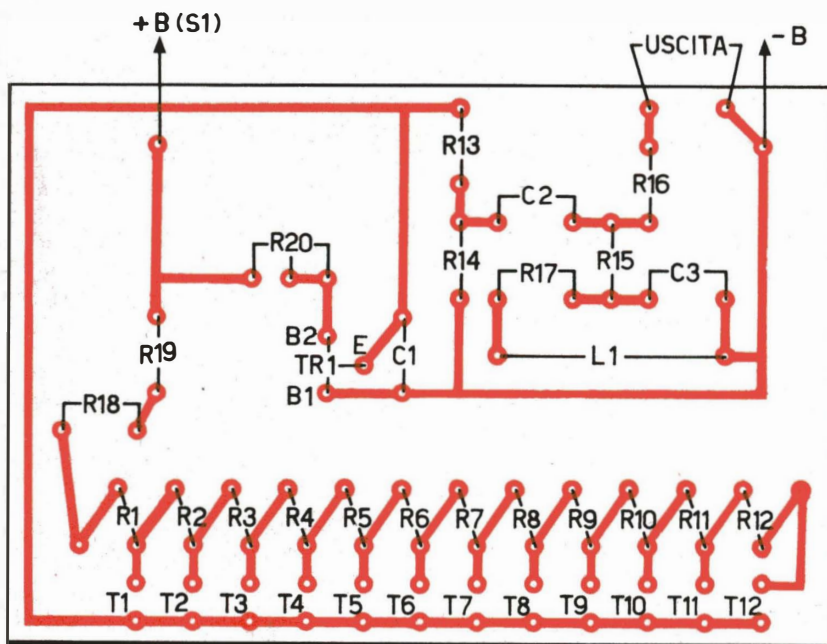 +B (S1)
USCITA
-B
R13
R16
C2
R20
R14
R17
R15
C3
B2
E
TR1
C1
R19
L1
B1
R18
R1 R2 R3 R4 R5 R6 R7 R8 R9 R10 R11 R12
T1 T2 T3 T4 T5 T6 T7 T8 T9 T10 T11 T12